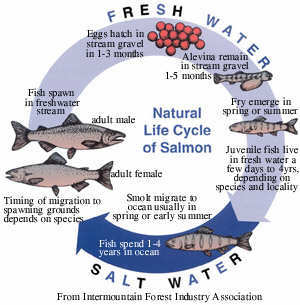 FRESH WATER
Eggs hatch in
stream gravel
in 1-3 months
Alevina remain
in stream gravel
1-5 months
Fry emerge in
spring or summer
Juvenile fish live
in fresh water a
few days to 4yrs,
depending on
species and locality
Smolt migrate to
ocean usually in
spring or early summer
Fish spend 1-4
years in ocean
SALT WATER
Timing of migration to
spawning grounds
depends on species
adult female
adult male
Fish spawn
in freshwater
stream
Natural
Life Cycle
of Salmon
From Intermountain Forest Industry Association